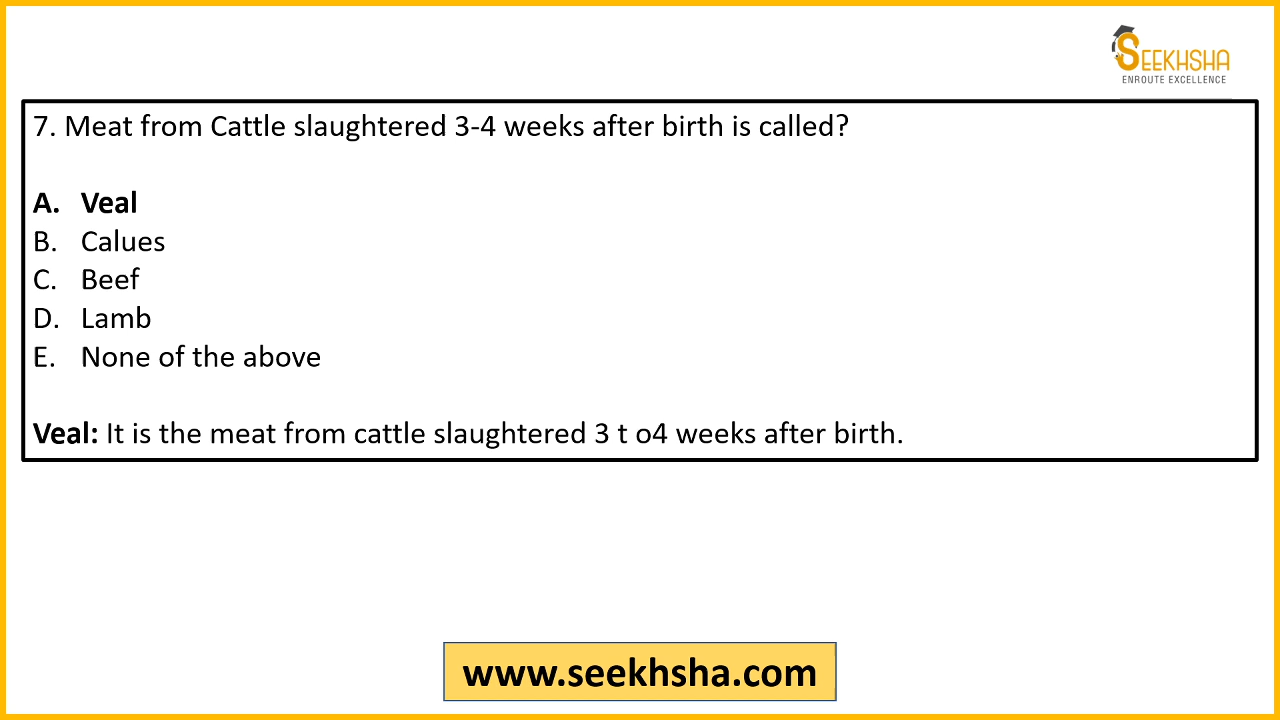 SEEKHSHA
ENROUTE EXCELLENCE
7. Meat from Cattle slaughtered 3-4 weeks after birth is called?
A. Veal
B. Calues
C. Beef
D. Lamb
E. None of the above
Veal: It is the meat from cattle slaughtered 3 t o4 weeks after birth.
www.seekhsha.com